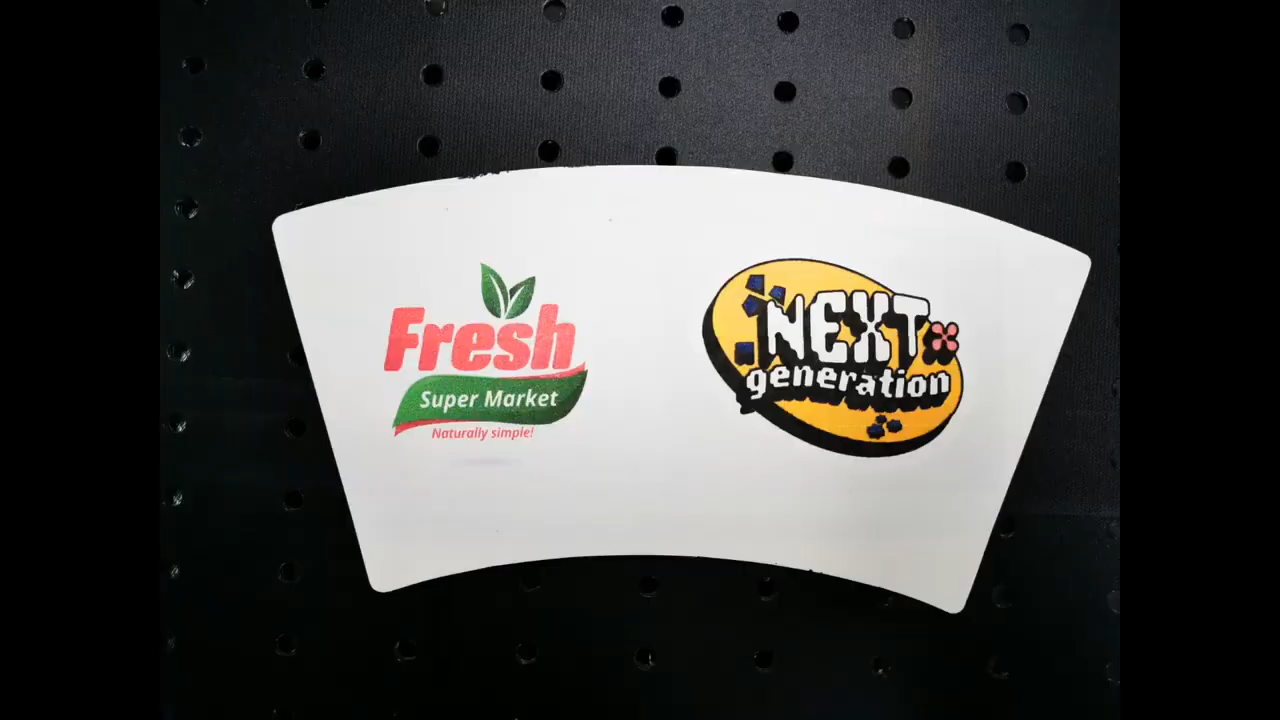 Fresh
Super Market
Naturally simple!
NEXT
generation